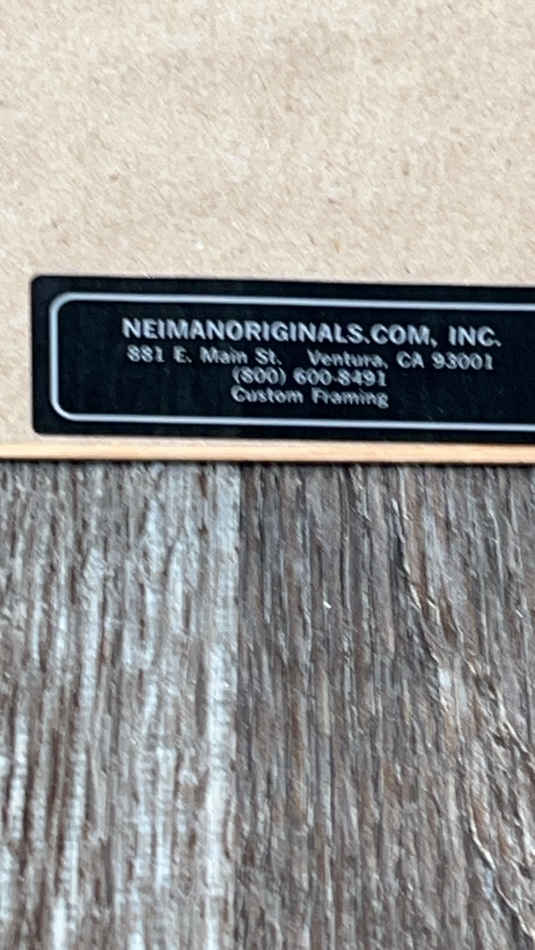 NEIMANORIGINALS.COM, INC.
881 E. Main St. Ventura, CA 93001
(800) 600-8491
Custom Framing